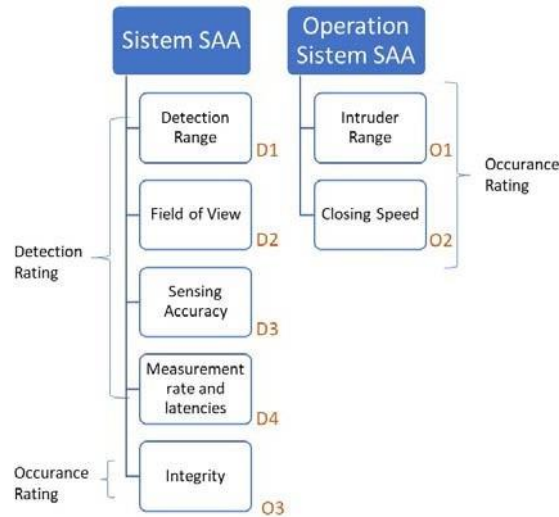 Sistem SAA
Operation
Sistem SAA
Detection
Range
D1
Field of View
D2
Sensing
Accuracy
D3
Measurement
rate and
latencies
D4
Integrity
O3
Detection
Rating
Occurance
Rating
Intruder
Range
O1
Closing Speed
O2
Occurance
Rating